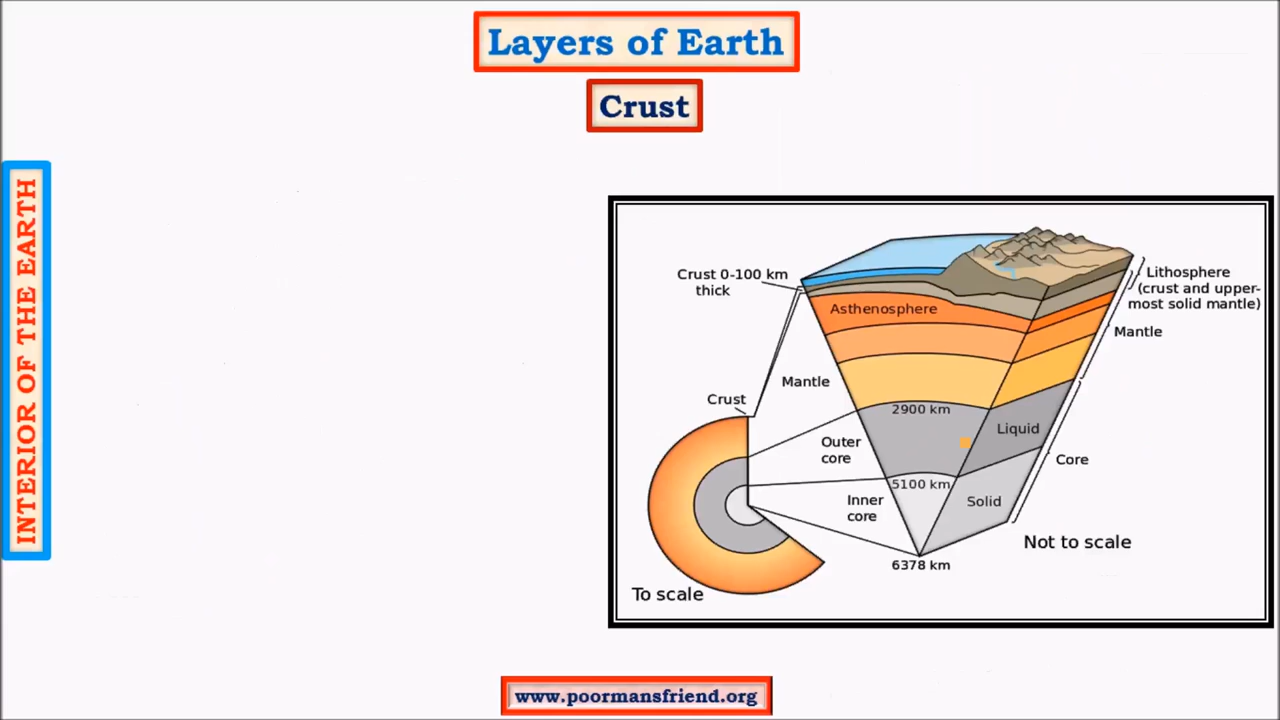 Layers of Earth
Crust
INTERIOR OF THE EARTH
Crust 0-100 km
thick
Asthenosphere
Lithosphere
(crust and upper-
most solid mantle)
Mantle
Mantle
Crust
2900 km
Liquid
Outer
core
Core
5100 km
Inner
core
Solid
Not to scale
6378 km
To scale
www.poormansfriend.org